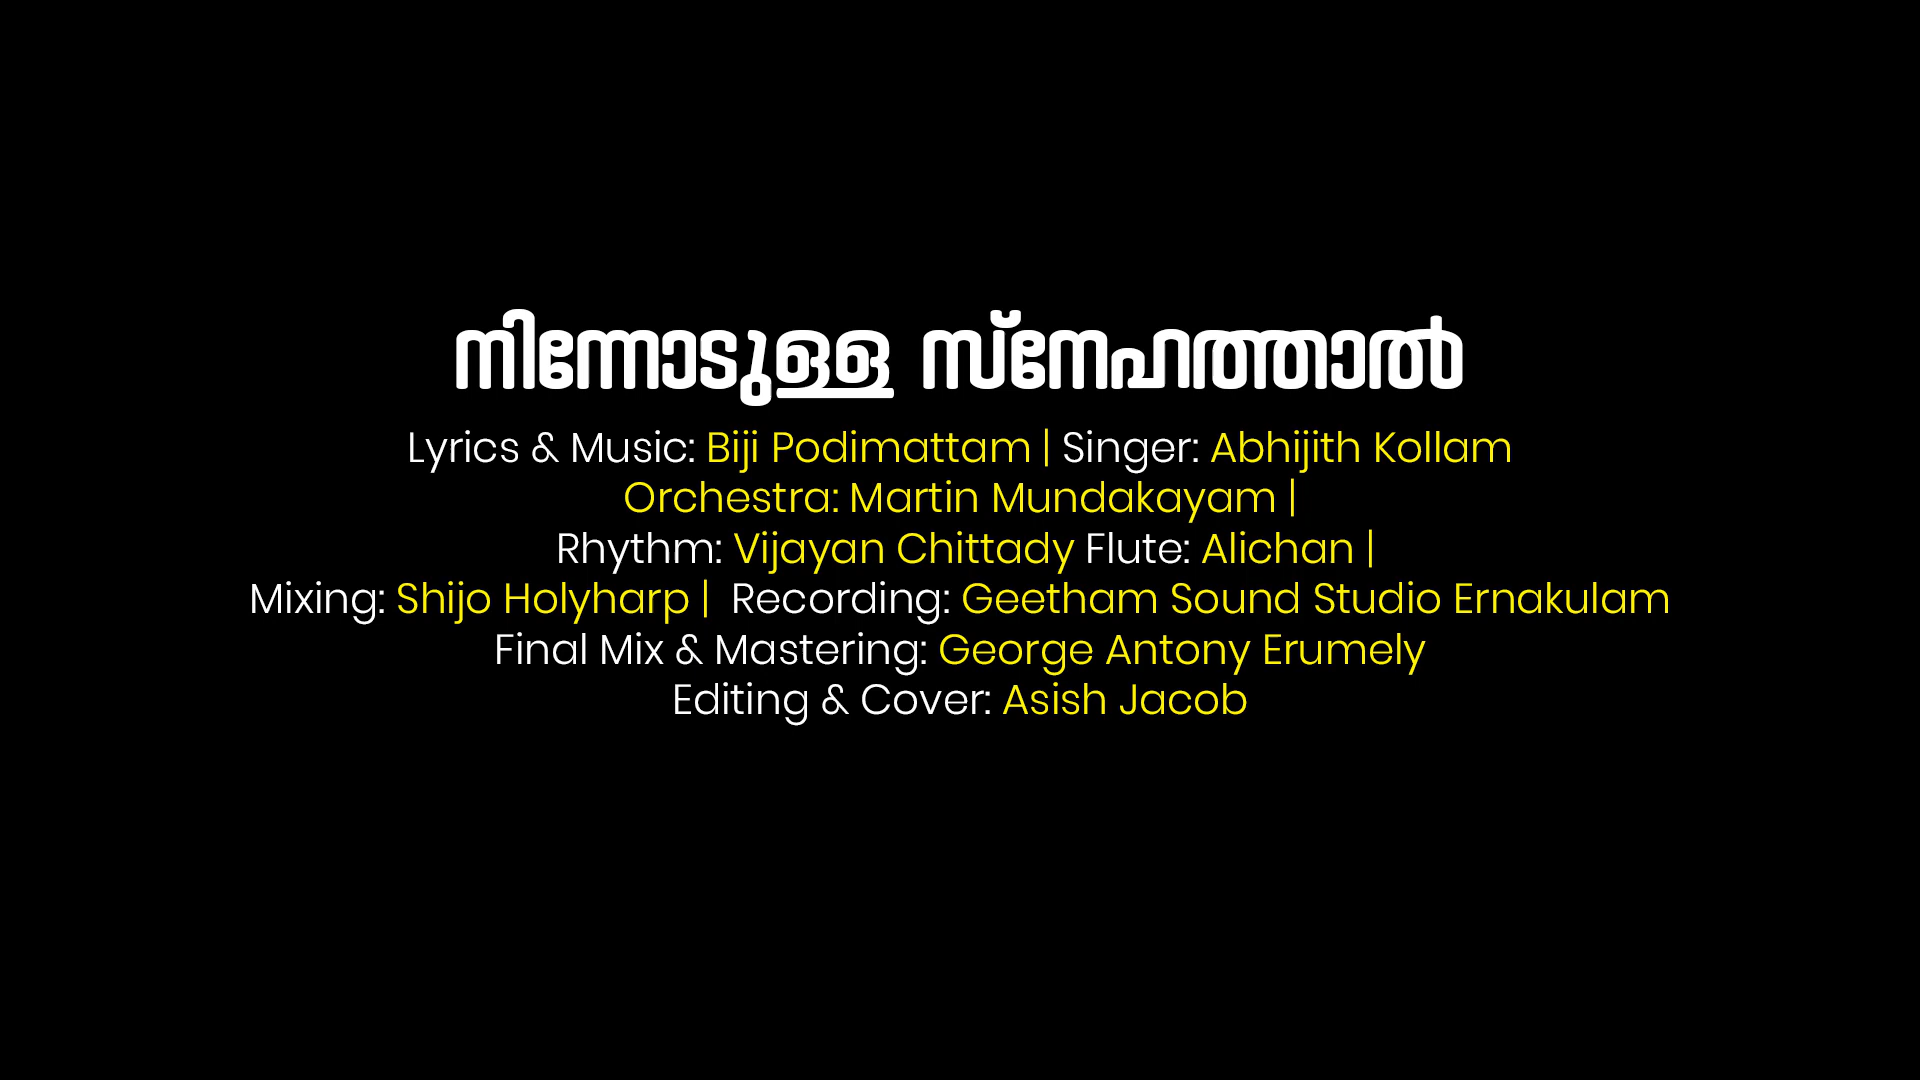 നിന്നോടുള്ള സ്നേഹത്താൽ
Lyrics & Music: Biji Podimattam | Singer: Abhijith Kollam
Orchestra: Martin Mundakayam |
Rhythm: Vijayan Chittady Flute: Alichan |
Mixing: Shijo Holyharp | Recording: Geetham Sound Studio Ernakulam
Final Mix & Mastering: George Antony Erumely
Editing & Cover: Asish Jacob